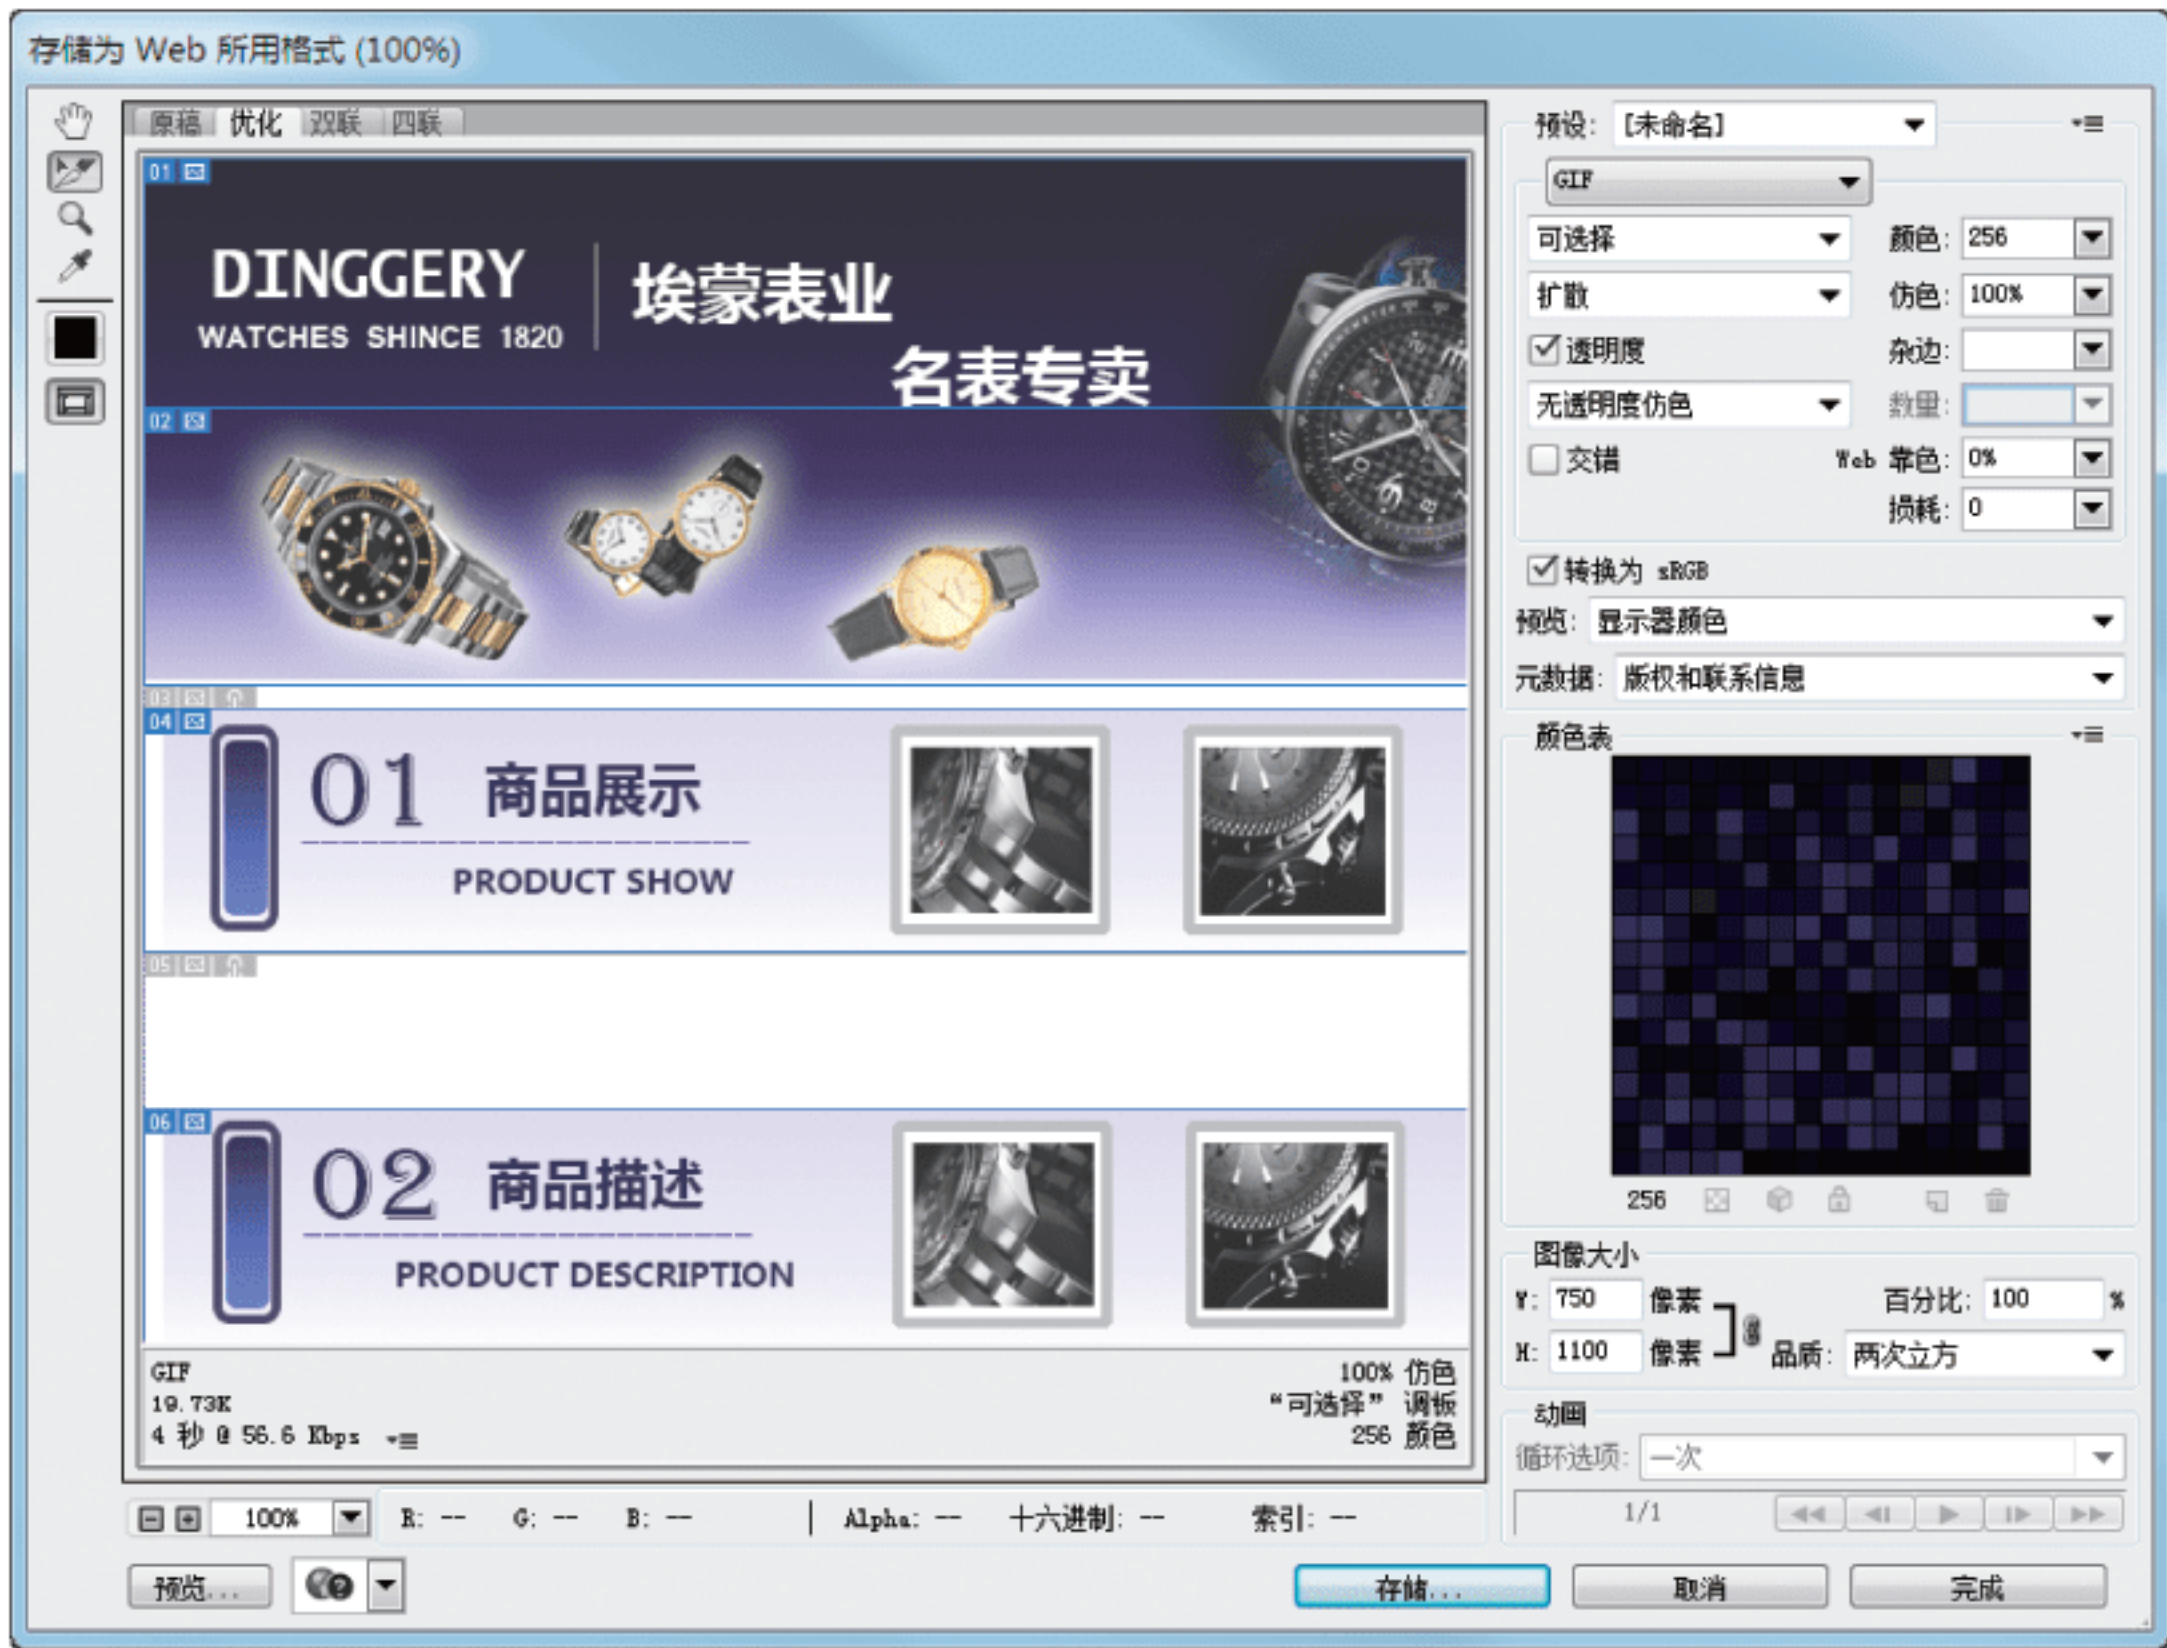 存储为 Web 所用格式 (100%)
原稿 优化 双联 四联
01
DINGGERY
WATCHES SHINCE 1820
埃蒙表业
名表专卖
02
03
04
01 商品展示
PRODUCT SHOW
05
06
02 商品描述
PRODUCT DESCRIPTION
GIF
19.73K
4 秒 @ 56.6 Kbps
100% 仿色
“可选择” 调板
256 颜色
100% R: -- G: -- B: -- Alpha: -- 十六进制: -- 索引: --
预览...
预设: [未命名]
GIF
可选择 颜色: 256
扩散 仿色: 100%
透明度 杂边:
无透明度仿色 数量:
交错 Web 靠色: 0%
损耗: 0
转换为 sRGB
预览: 显示器颜色
元数据: 版权和联系信息
颜色表
256
图像大小
W: 750 像素 百分比: 100 %
H: 1100 像素 品质: 两次立方
动画
循环选项: 一次
1/1
存储... 取消 完成